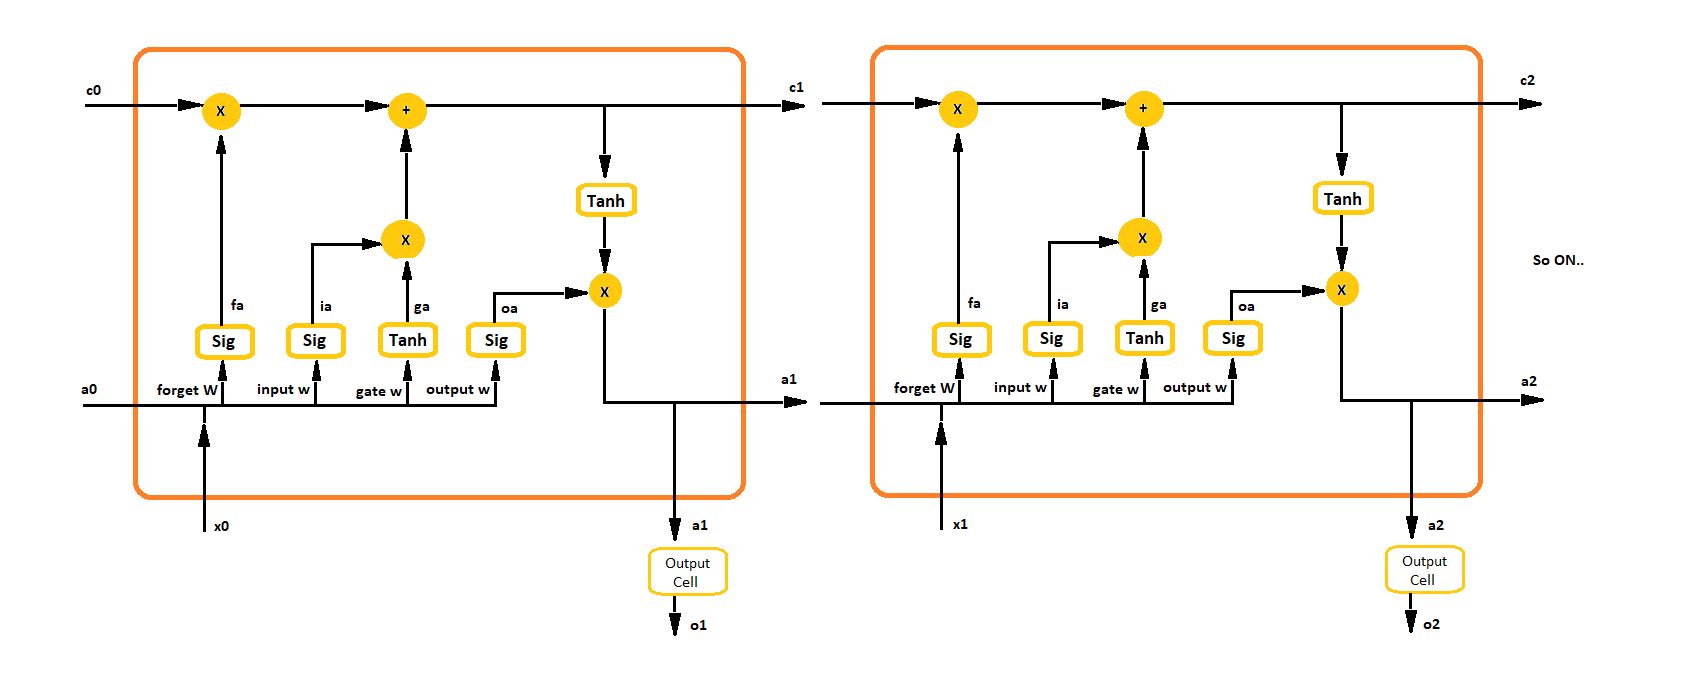 c0
X
+
c1
Tanh
X
X
fa
ia
ga
oa
Sig
Sig
Tanh
Sig
a0
forget W
input w
gate w
output w
a1
x0
a1
Output
Cell
o1
X
+
c2
Tanh
X
X
fa
ia
ga
oa
Sig
Sig
Tanh
Sig
forget W
input w
gate w
output w
a2
x1
a2
Output
Cell
o2
So ON..